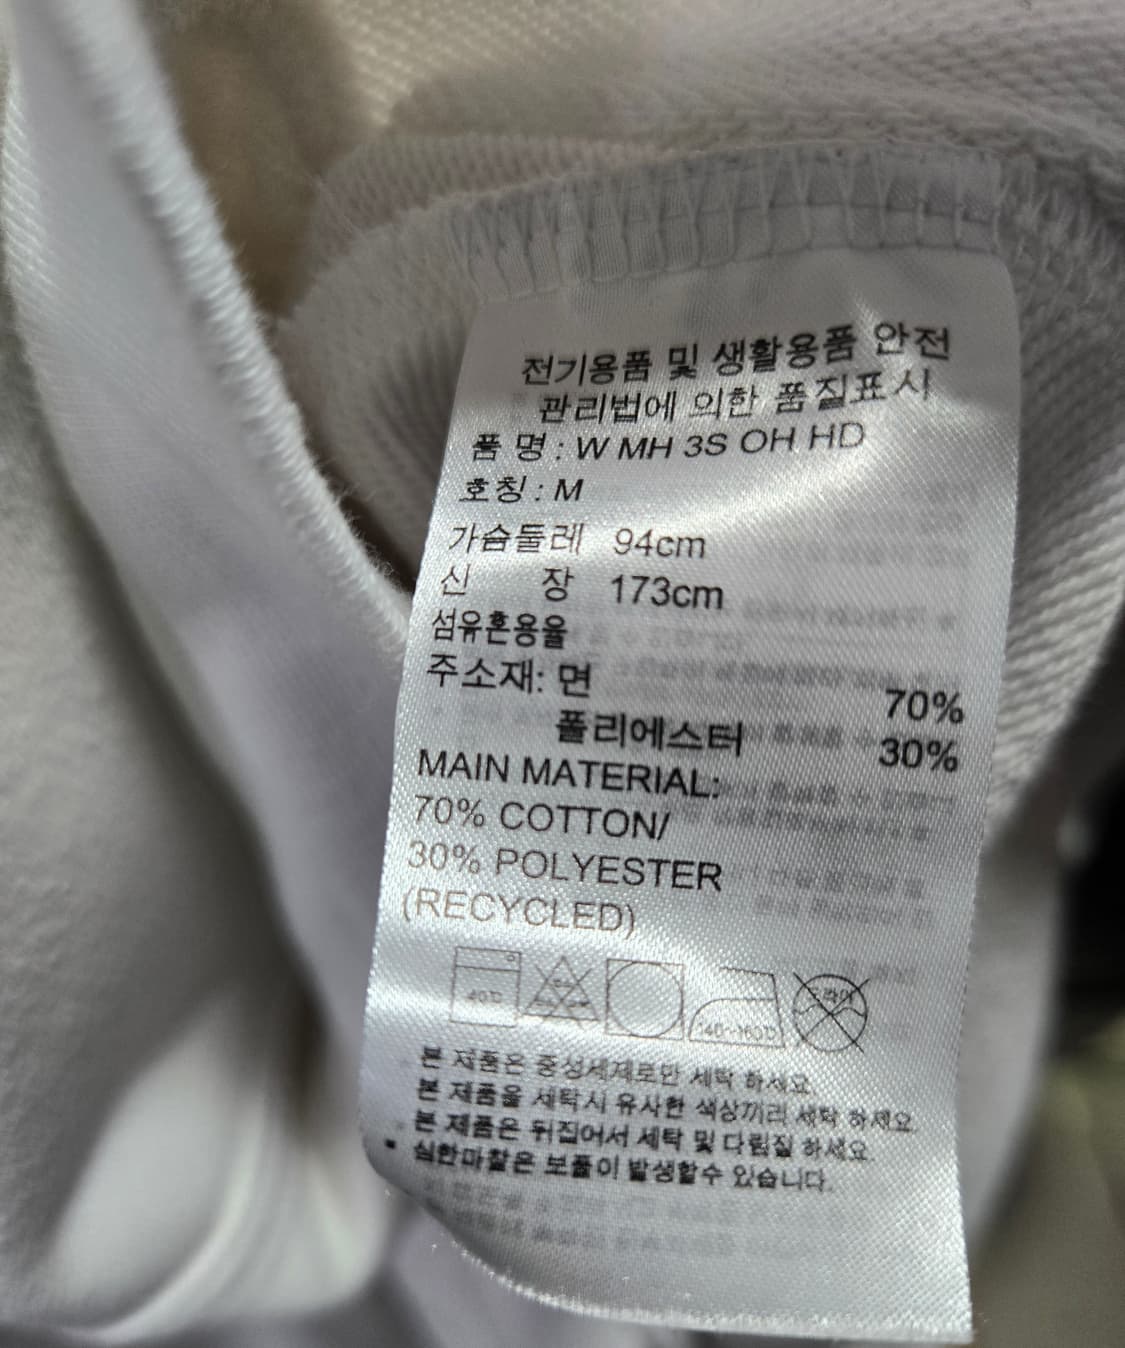 전기용품 및 생활용품 안전
관리법에 의한 품질표시
품 명 : W MH 3S OH HD
호칭 : M
가슴둘레 94cm
신 장 173cm
섬유혼용율
주소재: 면 70%
폴리에스터 30%
MAIN MATERIAL:
70% COTTON/
30% POLYESTER
(RECYCLED)
40℃ 140~160℃ 드라이
본 제품은 중성세제로만 세탁 하세요.
본 제품을 세탁시 유사한 색상끼리 세탁 하세요.
본 제품은 뒤집어서 세탁 및 다림질 하세요.
심한마찰은 보풀이 발생할수 있습니다.